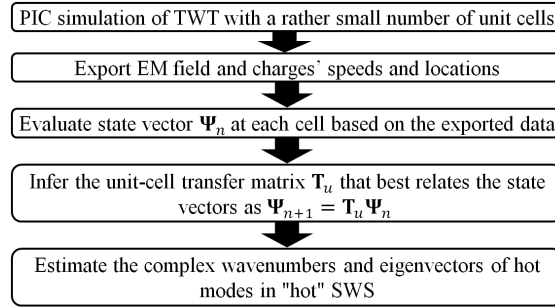 PIC simulation of TWT with a rather small number of unit cells
Export EM field and charges’ speeds and locations
Evaluate state vector Ψₙ at each cell based on the exported data
Infer the unit-cell transfer matrix Tᵤ that best relates the state
vectors as Ψₙ₊₁ = TᵤΨₙ
Estimate the complex wavenumbers and eigenvectors of hot
modes in "hot" SWS